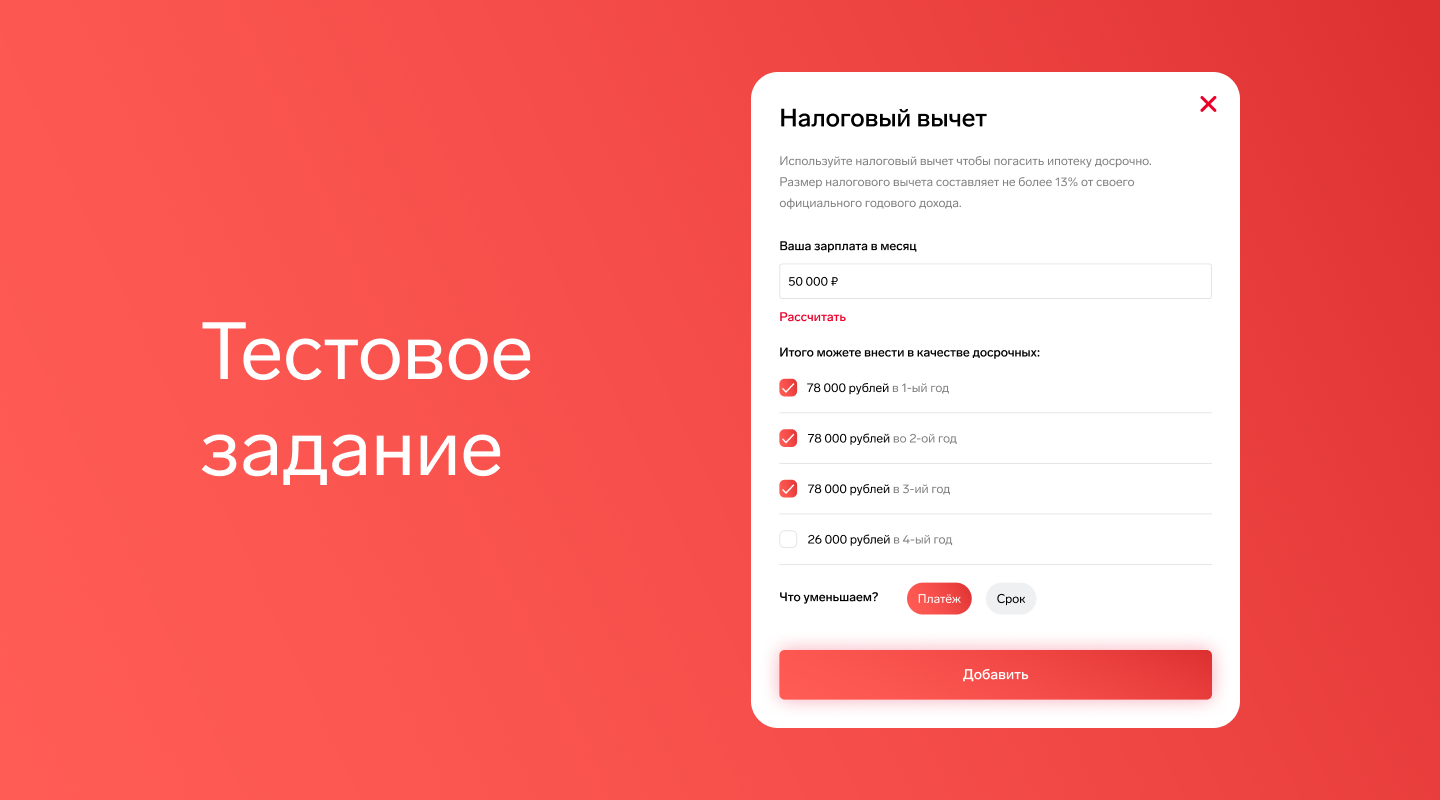 Тестовое
задание
Налоговый вычет
Используйте налоговый вычет чтобы погасить ипотеку досрочно.
Размер налогового вычета составляет не более 13% от своего
официального годового дохода.
Ваша зарплата в месяц
50 000 ₽
Рассчитать
Итого можете внести в качестве досрочных:
78 000 рублей в 1-ый год
78 000 рублей во 2-ой год
78 000 рублей в 3-ий год
26 000 рублей в 4-ый год
Что уменьшаем? Платёж Срок
Добавить